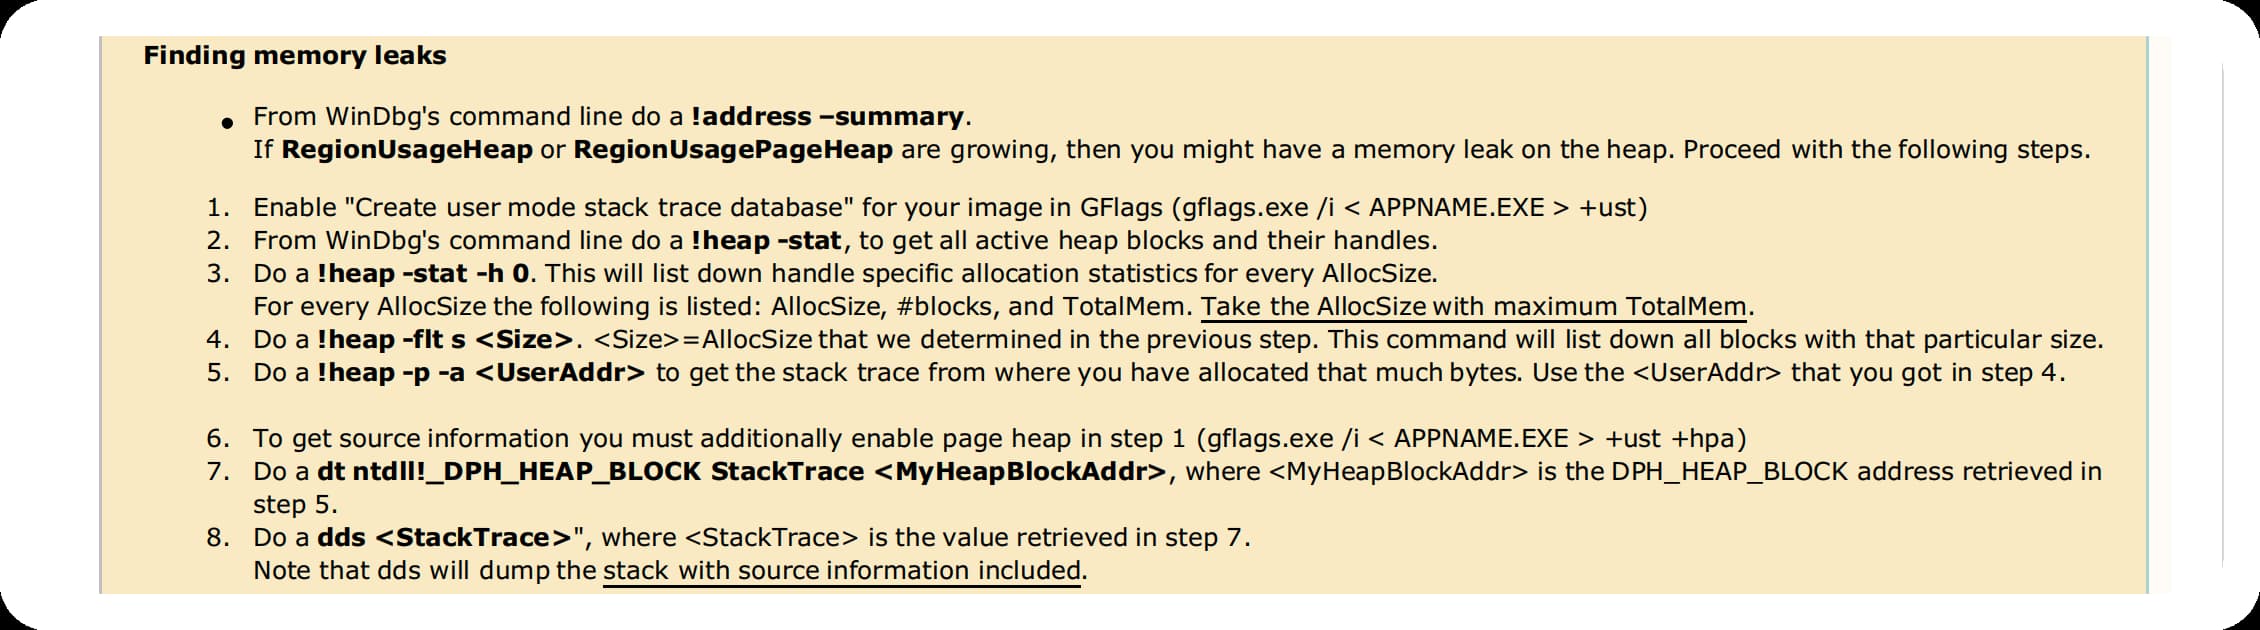 Finding memory leaks
● From WinDbg's command line do a !address –summary.
If RegionUsageHeap or RegionUsagePageHeap are growing, then you might have a memory leak on the heap. Proceed with the following steps.
1. Enable "Create user mode stack trace database" for your image in GFlags (gflags.exe /i < APPNAME.EXE > +ust)
2. From WinDbg's command line do a !heap -stat, to get all active heap blocks and their handles.
3. Do a !heap -stat -h 0. This will list down handle specific allocation statistics for every AllocSize.
For every AllocSize the following is listed: AllocSize, #blocks, and TotalMem. Take the AllocSize with maximum TotalMem.
4. Do a !heap -flt s <Size>. <Size>=AllocSize that we determined in the previous step. This command will list down all blocks with that particular size.
5. Do a !heap -p -a <UserAddr> to get the stack trace from where you have allocated that much bytes. Use the <UserAddr> that you got in step 4.
6. To get source information you must additionally enable page heap in step 1 (gflags.exe /i < APPNAME.EXE > +ust +hpa)
7. Do a dt ntdll!_DPH_HEAP_BLOCK StackTrace <MyHeapBlockAddr>, where <MyHeapBlockAddr> is the DPH_HEAP_BLOCK address retrieved in
step 5.
8. Do a dds <StackTrace>", where <StackTrace> is the value retrieved in step 7.
Note that dds will dump the stack with source information included.